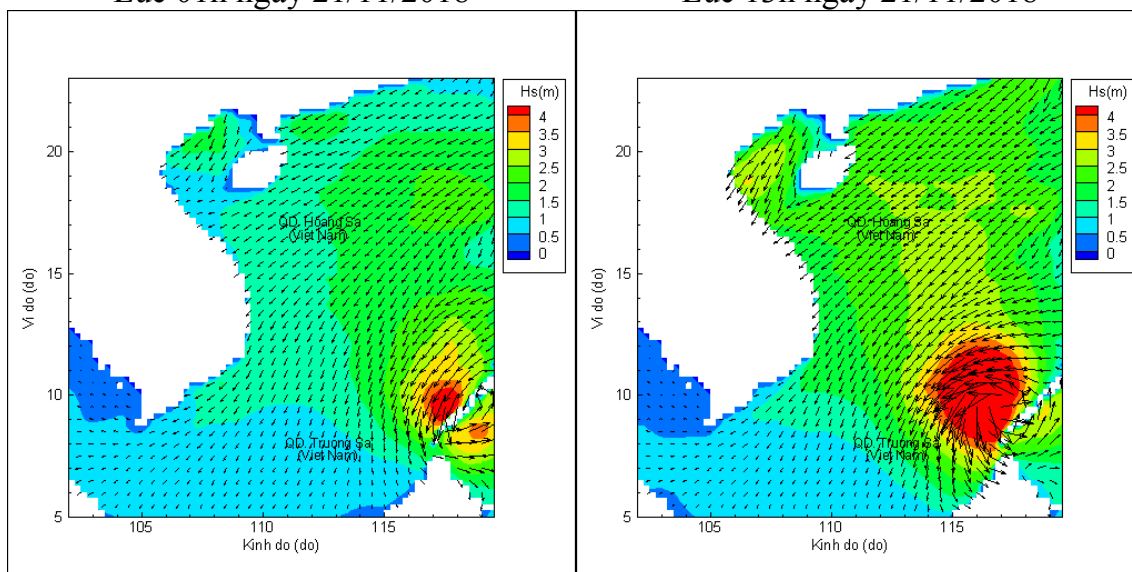 Lúc 01h ngày 21/11/2018
Lúc 13h ngày 21/11/2018
Hs(m)
4
3.5
3
2.5
2
1.5
1
0.5
0
20
15
10
5
105
110
115
Vi do (do)
Kinh do (do)
QĐ. Hoàng Sa
(Việt Nam)
QĐ. Trường Sa
(Việt Nam)
Hs(m)
4
3.5
3
2.5
2
1.5
1
0.5
0
20
15
10
5
105
110
115
Vi do (do)
Kinh do (do)
QĐ. Hoàng Sa
(Việt Nam)
QĐ. Trường Sa
(Việt Nam)